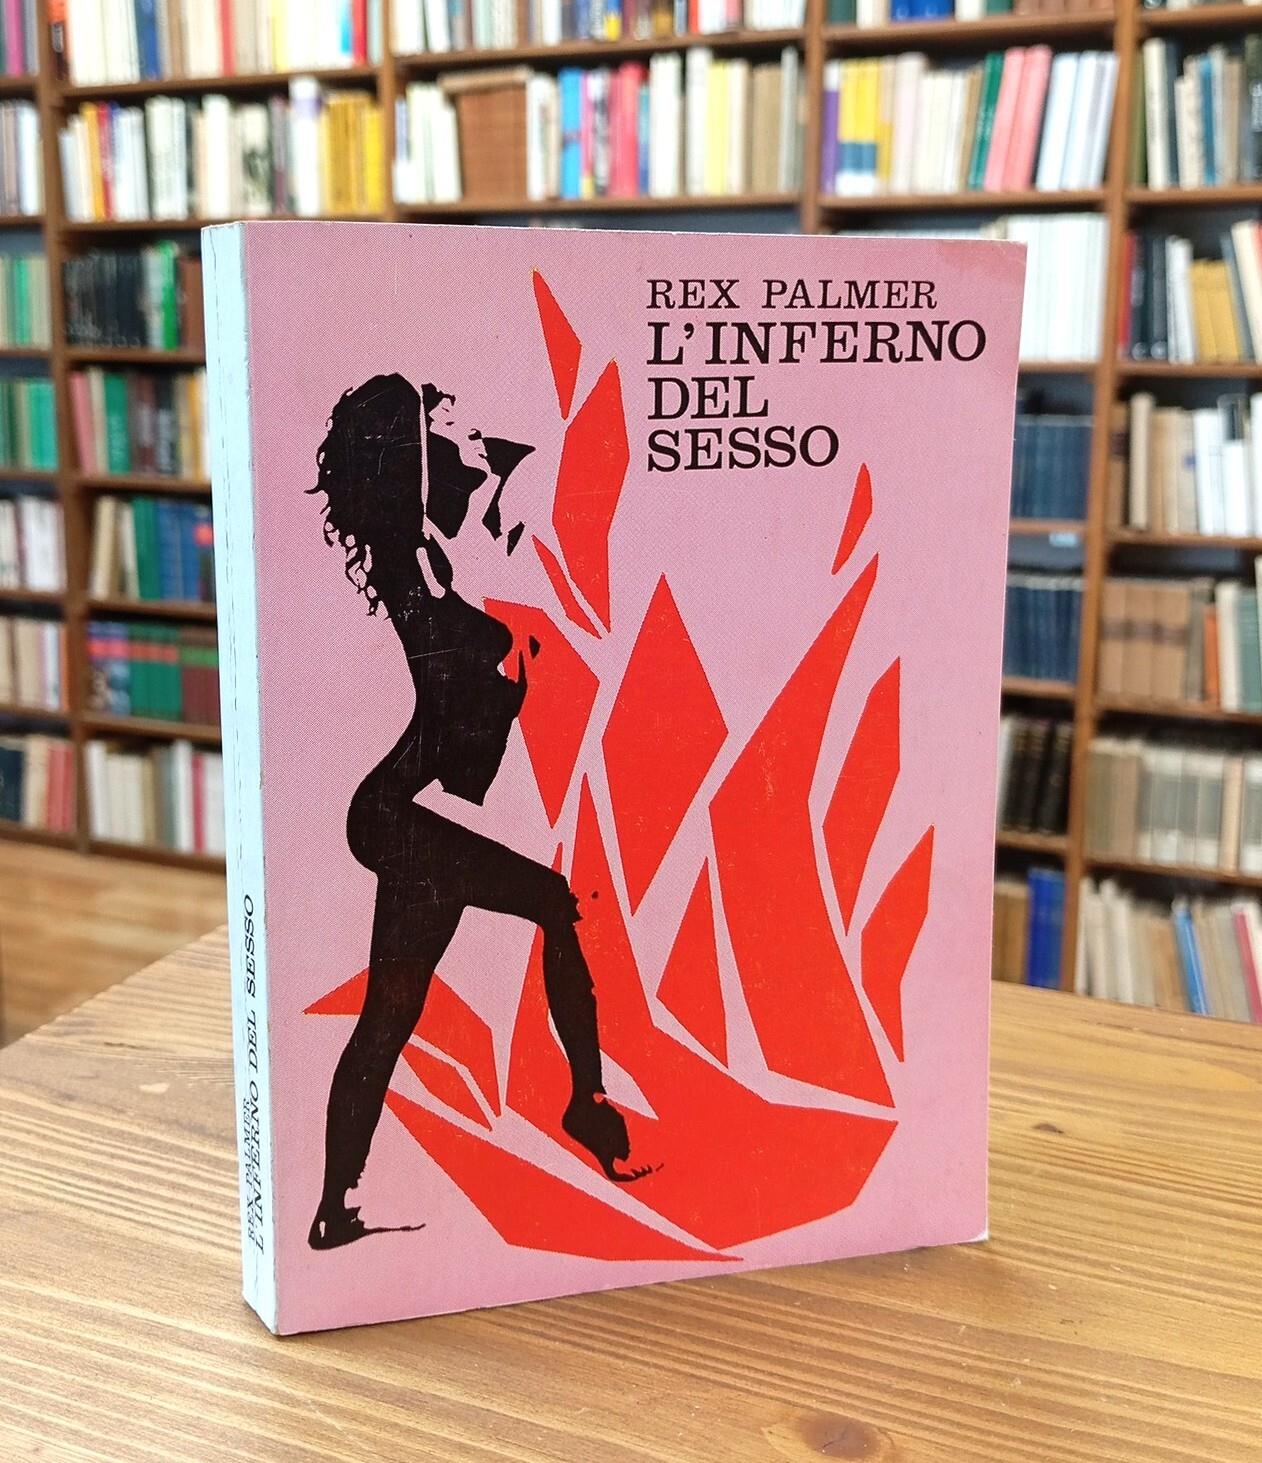 REX PALMER
L'INFERNO
DEL
SESSO
REX PALMER
L'INFERNO DEL SESSO